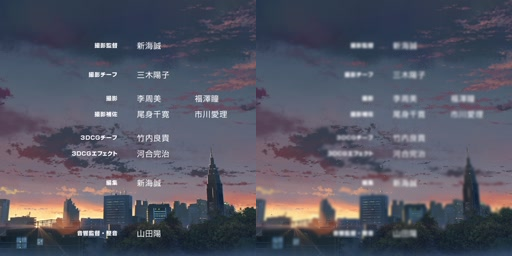 撮影監督 新海誠
撮影チーフ 三木陽子
撮影 李周美 福澤瞳
撮影補佐 尾身千寛 市川愛理
3DCGチーフ 竹内良貴
3DCGエフェクト 河合完治
編集 新海誠
音響監督・整音 山田陽